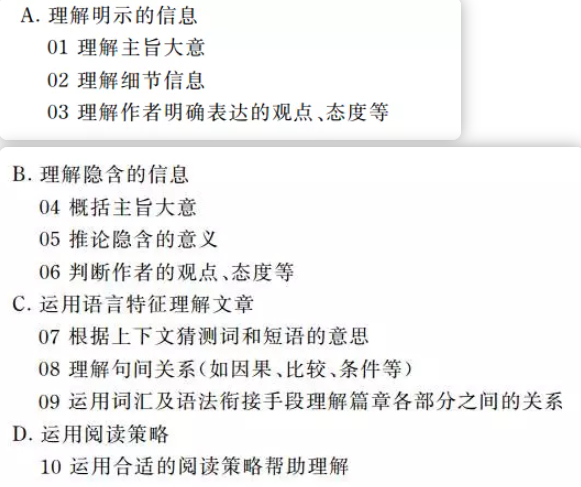 A. 理解明示的信息
01 理解主旨大意
02 理解细节信息
03 理解作者明确表达的观点、态度等
B. 理解隐含的信息
04 概括主旨大意
05 推论隐含的意义
06 判断作者的观点、态度等
C. 运用语言特征理解文章
07 根据上下文猜测词和短语的意思
08 理解句间关系(如因果、比较、条件等)
09 运用词汇及语法衔接手段理解篇章各部分之间的关系
D. 运用阅读策略
10 运用合适的阅读策略帮助理解